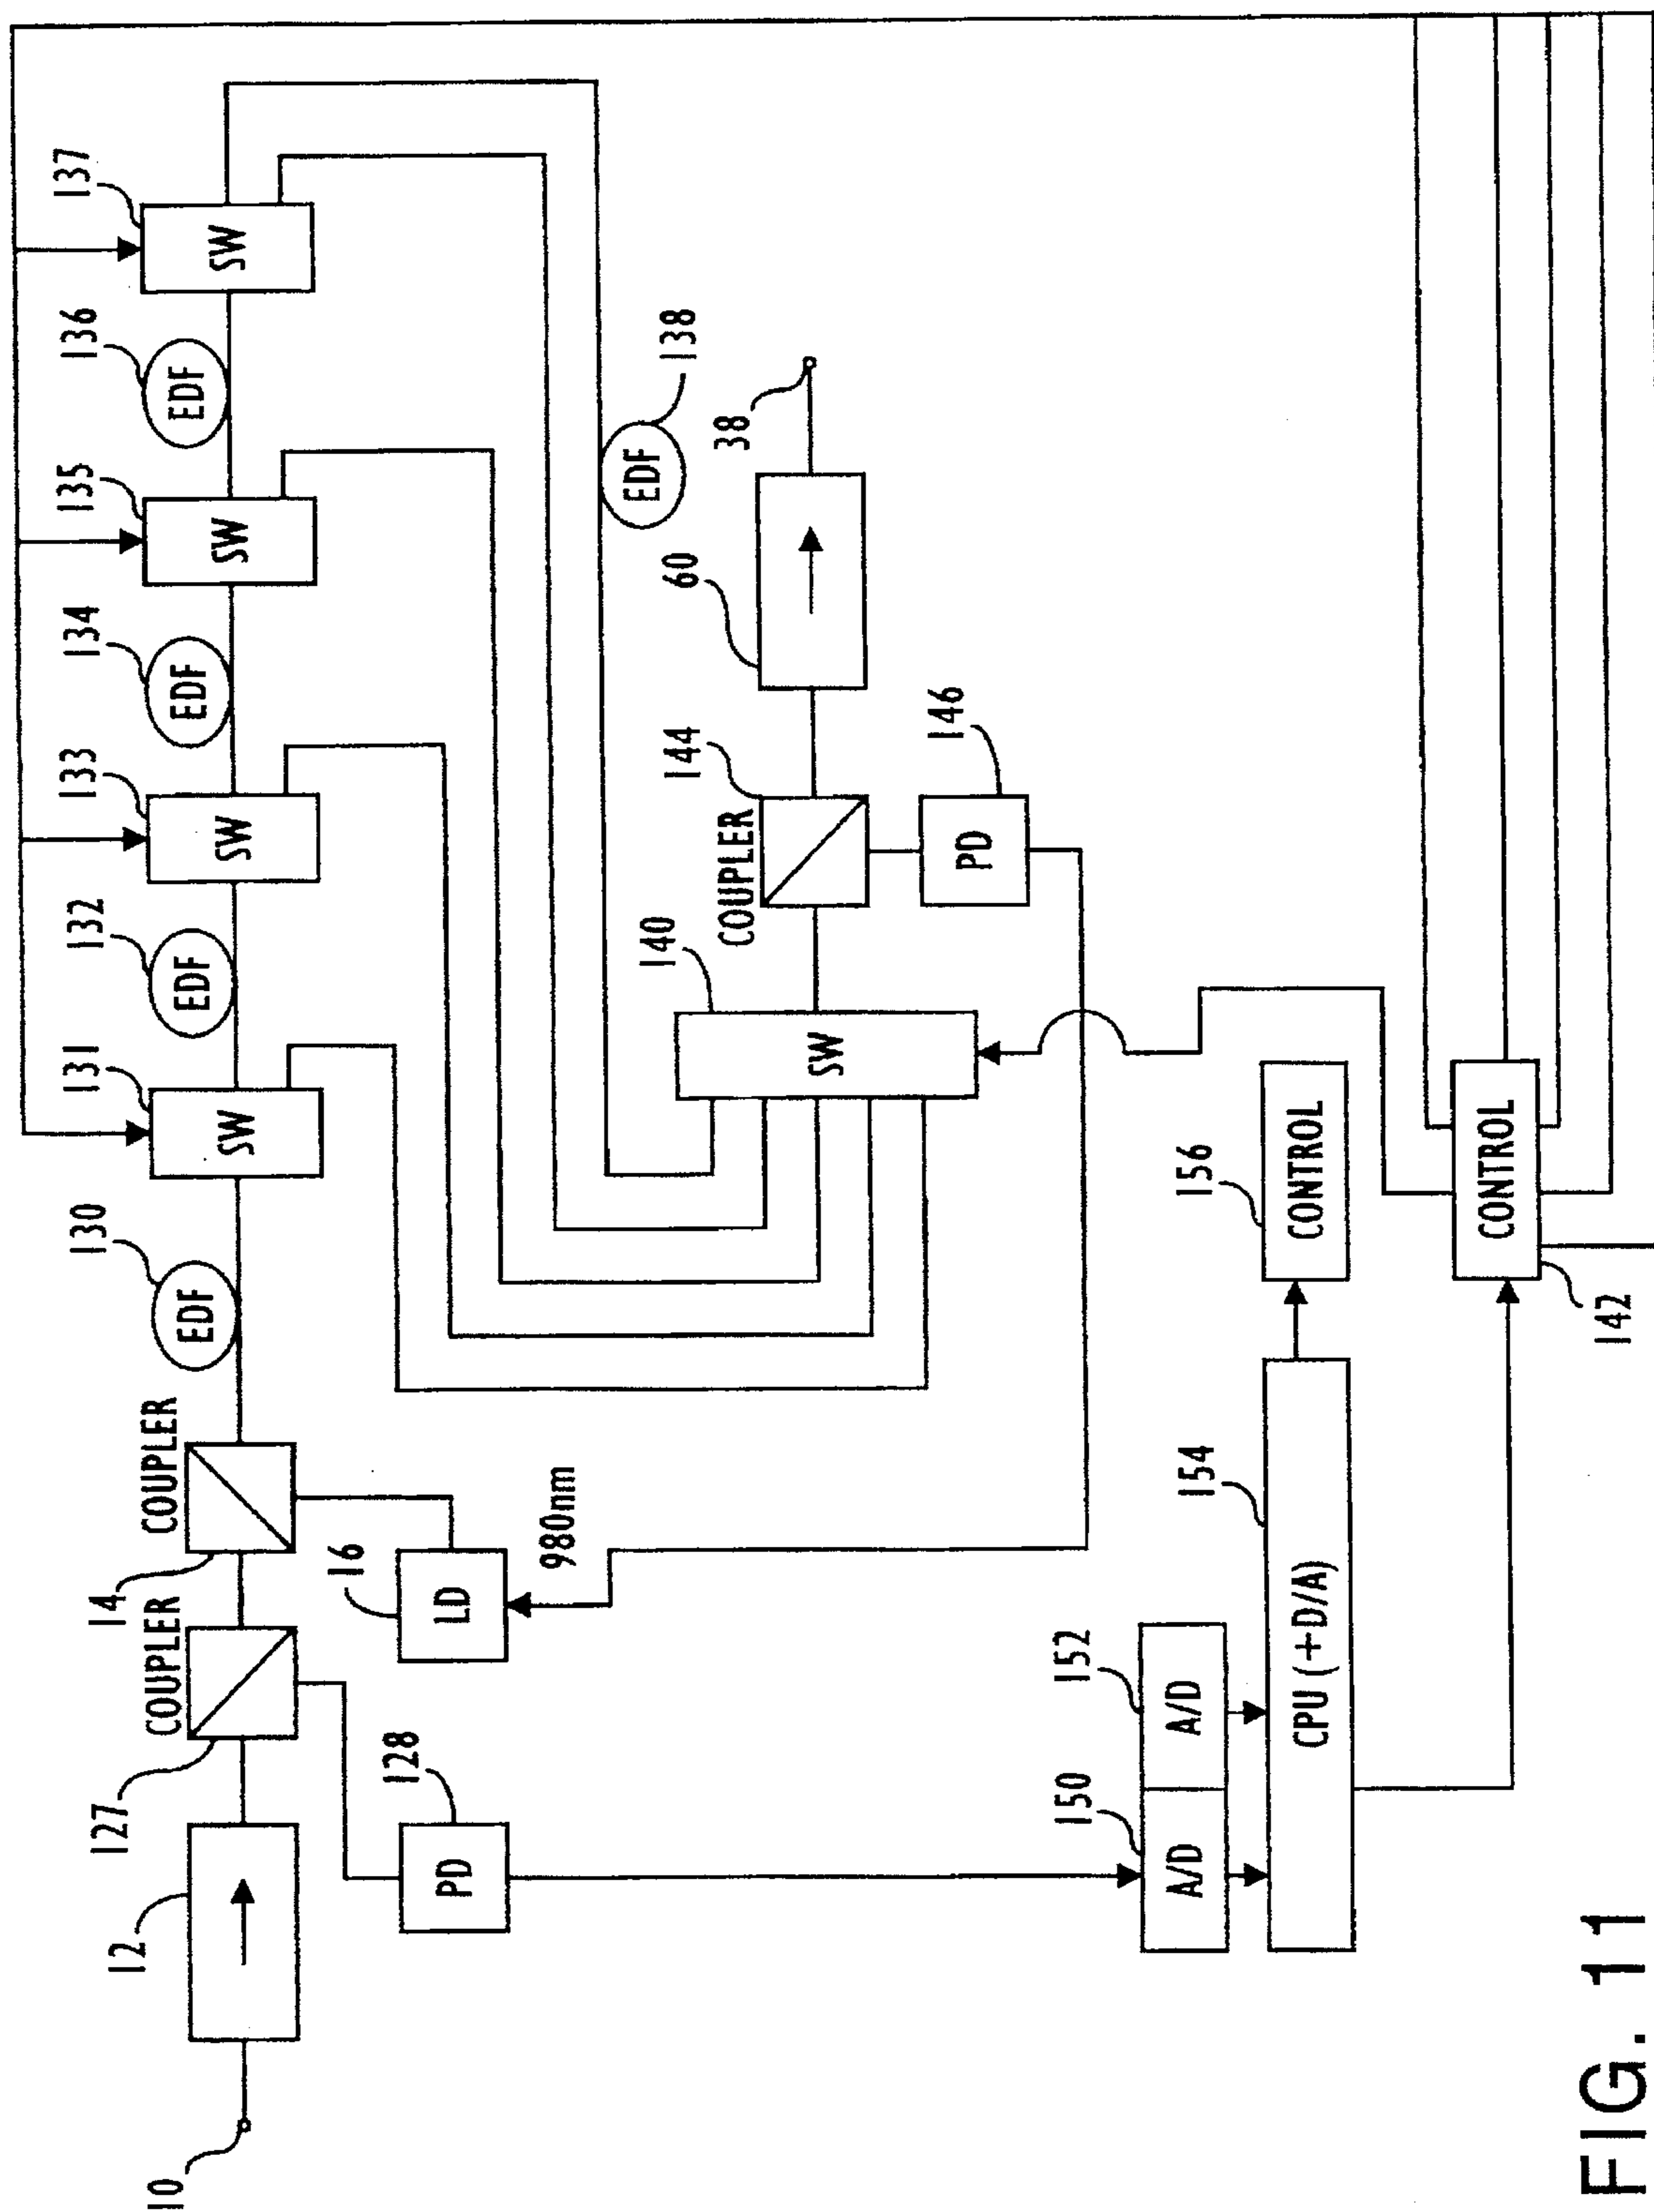 10
12
127
COUPLER
14
COUPLER
130
EDF
131
SW
132
EDF
133
SW
134
EDF
135
SW
136
EDF
137
SW
128
PD
16
LD
980nm
138
EDF
140
SW
COUPLER
144
146
PD
60
38
150
A/D
152
A/D
154
CPU (+D/A)
156
CONTROL
142
CONTROL
FIG. 11